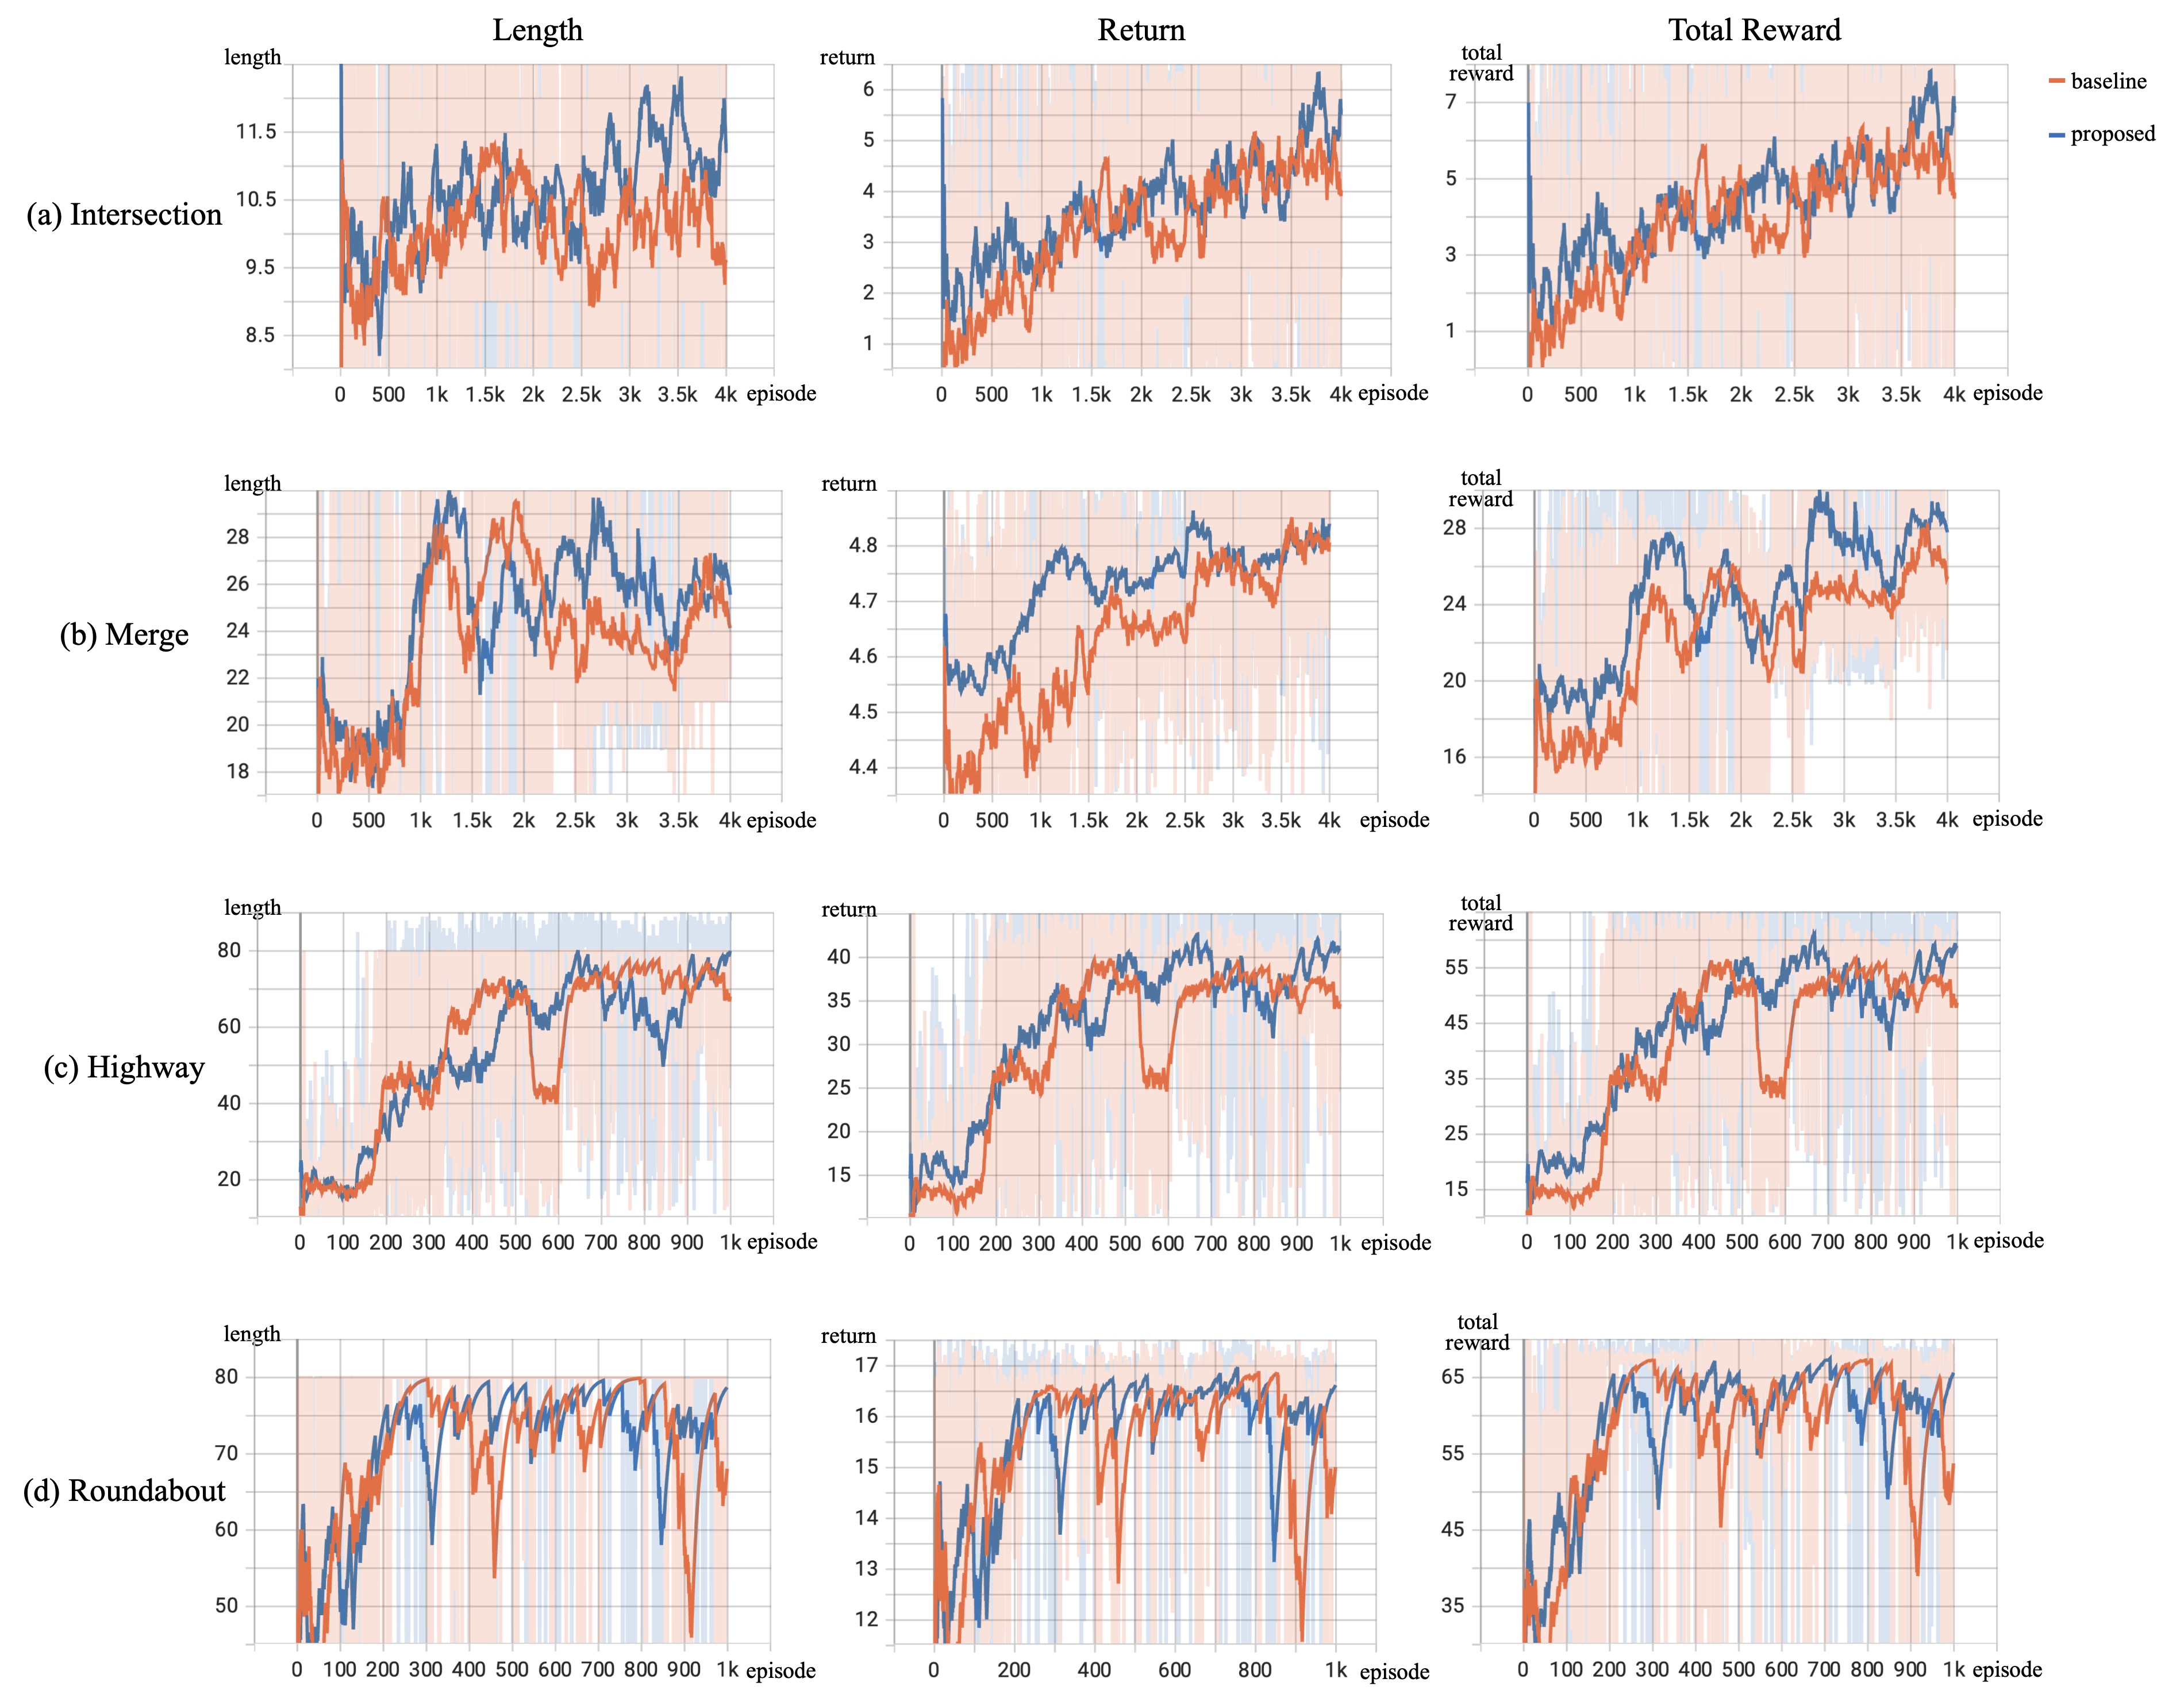 Length Return Total Reward
length return total
reward
baseline
proposed
(a) Intersection
11.5
10.5
9.5
8.5
0 500 1k 1.5k 2k 2.5k 3k 3.5k 4k episode
6
5
4
3
2
1
0 500 1k 1.5k 2k 2.5k 3k 3.5k 4k episode
7
5
3
1
0 500 1k 1.5k 2k 2.5k 3k 3.5k 4k episode
length return total
reward
(b) Merge
28
26
24
22
20
18
0 500 1k 1.5k 2k 2.5k 3k 3.5k 4k episode
4.8
4.7
4.6
4.5
4.4
0 500 1k 1.5k 2k 2.5k 3k 3.5k 4k episode
28
24
20
16
0 500 1k 1.5k 2k 2.5k 3k 3.5k 4k episode
length return total
reward
(c) Highway
80
60
40
20
0 100 200 300 400 500 600 700 800 900 1k episode
40
35
30
25
20
15
0 100 200 300 400 500 600 700 800 900 1k episode
55
45
35
25
15
0 100 200 300 400 500 600 700 800 900 1k episode
length return total
reward
(d) Roundabout
80
70
60
50
0 100 200 300 400 500 600 700 800 900 1k episode
17
16
15
14
13
12
0 200 400 600 800 1k episode
65
55
45
35
0 100 200 300 400 500 600 700 800 900 1k episode